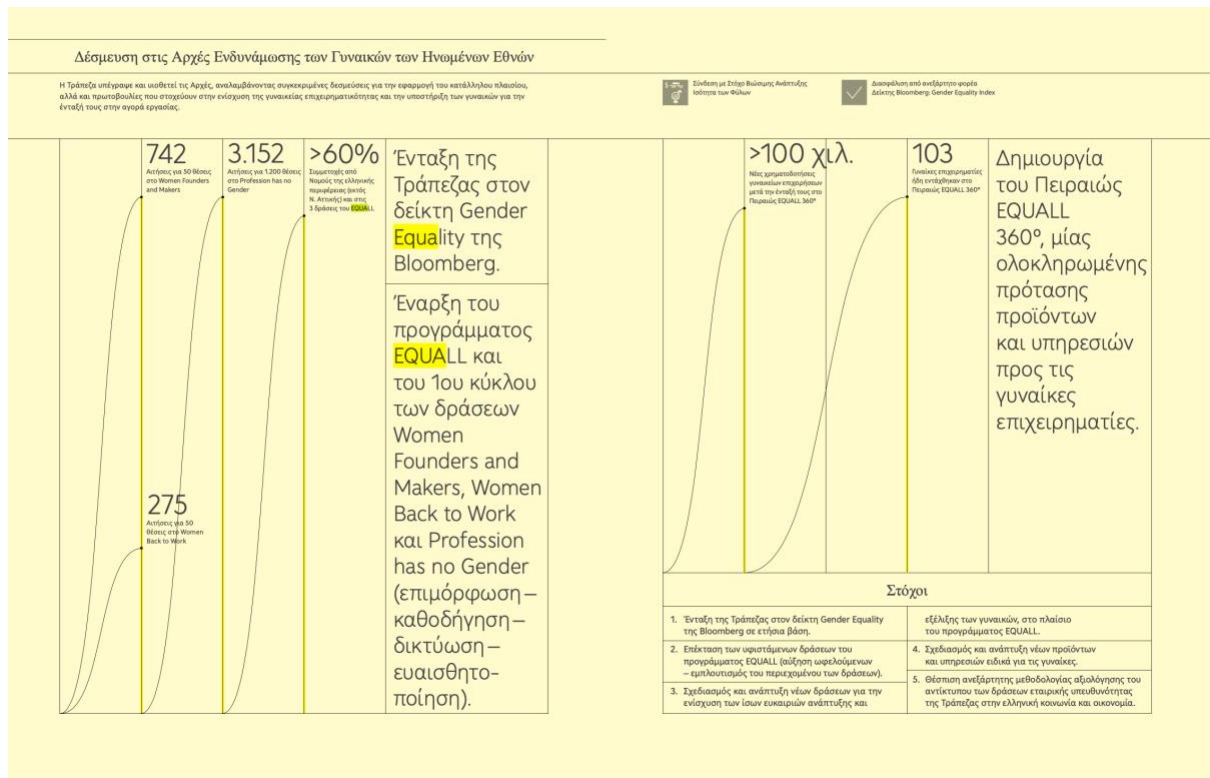 Δέσμευση στις Αρχές Ενδυνάμωσης των Γυναικών των Ηνωμένων Εθνών
Η Τράπεζα υπέγραψε και υιοθετεί τις Αρχές, αναλαμβάνοντας συγκεκριμένες δεσμεύσεις για την εφαρμογή του κατάλληλου πλαισίου,
αλλά και πρωτοβουλίες που στοχεύουν στην ενίσχυση της γυναικείας επιχειρηματικότητας και την υποστήριξη των γυναικών για την
ένταξή τους στην αγορά εργασίας.
Σύνδεση με Στόχο Βιώσιμης Ανάπτυξης
Ισότητα των Φύλων
Διασφάλιση από ανεξάρτητο φορέα
Δείκτης Bloomberg: Gender Equality Index
742
Αιτήσεις για 50 θέσεις
στο Women Founders
and Makers
3.152
Αιτήσεις για 1.200 θέσεις
στο Profession has no
Gender
>60%
Συμμετοχές από
Νομούς της ελληνικής
περιφέρειας (εκτός
Ν. Αττικής) και στις
3 δράσεις του EQUALL
275
Αιτήσεις για 50
θέσεις στο Women
Back to Work
Ένταξη της
Τράπεζας στον
δείκτη Gender
Equality της
Bloomberg.
Έναρξη του
προγράμματος
EQUALL και
του 1ου κύκλου
των δράσεων
Women
Founders and
Makers, Women
Back to Work
και Profession
has no Gender
(επιμόρφωση –
καθοδήγηση –
δικτύωση –
ευαισθητο-
ποίηση).
>100 χιλ.
Νέες χρηματοδοτήσεις
γυναικείων επιχειρήσεων
μετά την ένταξή τους στο
Πειραιώς EQUALL 360°
103
Γυναίκες επιχειρηματίες
ήδη εντάχθηκαν στο
Πειραιώς EQUALL 360°
Δημιουργία
του Πειραιώς
EQUALL
360°, μίας
ολοκληρωμένης
πρότασης
προϊόντων
και υπηρεσιών
προς τις
γυναίκες
επιχειρηματίες.
Στόχοι
1. Ένταξη της Τράπεζας στον δείκτη Gender Equality
της Bloomberg σε ετήσια βάση.
2. Επέκταση των υφιστάμενων δράσεων του
προγράμματος EQUALL (αύξηση ωφελούμενων
– εμπλουτισμός του περιεχομένου των δράσεων).
3. Σχεδιασμός και ανάπτυξη νέων δράσεων για την
ενίσχυση των ίσων ευκαιριών ανάπτυξης και
εξέλιξης των γυναικών, στο πλαίσιο
του προγράμματος EQUALL.
4. Σχεδιασμός και ανάπτυξη νέων προϊόντων
και υπηρεσιών ειδικά για τις γυναίκες.
5. Θέσπιση ανεξάρτητης μεθοδολογίας αξιολόγησης του
αντίκτυπου των δράσεων εταιρικής υπευθυνότητας
της Τράπεζας στην ελληνική κοινωνία και οικονομία.